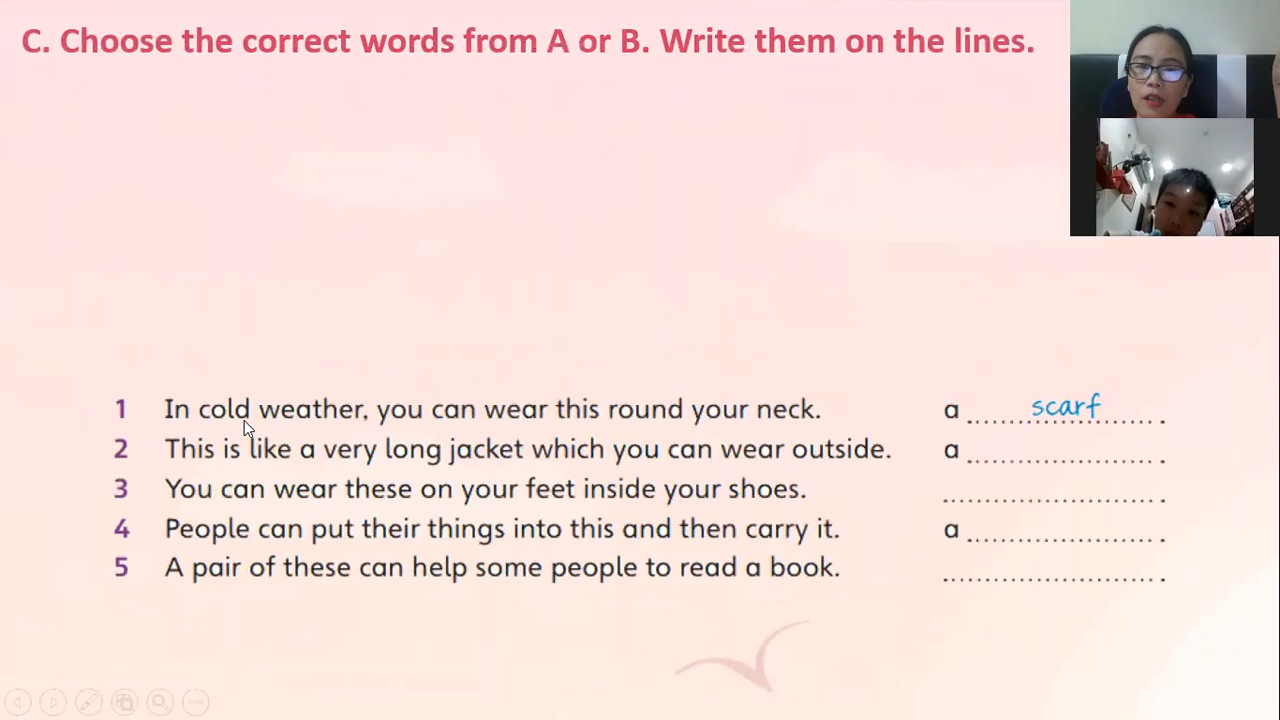 C. Choose the correct words from A or B. Write them on the lines.
1 In cold weather, you can wear this round your neck. a scarf.
2 This is like a very long jacket which you can wear outside. a .
3 You can wear these on your feet inside your shoes. .
4 People can put their things into this and then carry it. a .
5 A pair of these can help some people to read a book. .